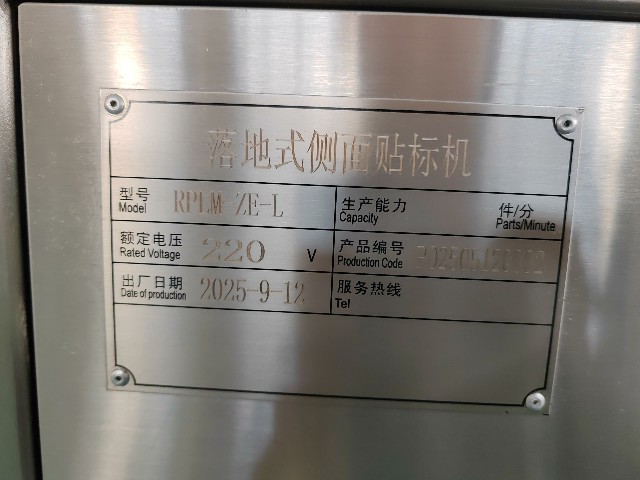 落地式侧面贴标机
型号 RPLM-ZE-L 生产能力 件/分
Model Capacity Parts/Minute
额定电压 220 V 产品编号
Rated Voltage Production Code
出厂日期 2025-9-12 服务热线
Date of production Tel